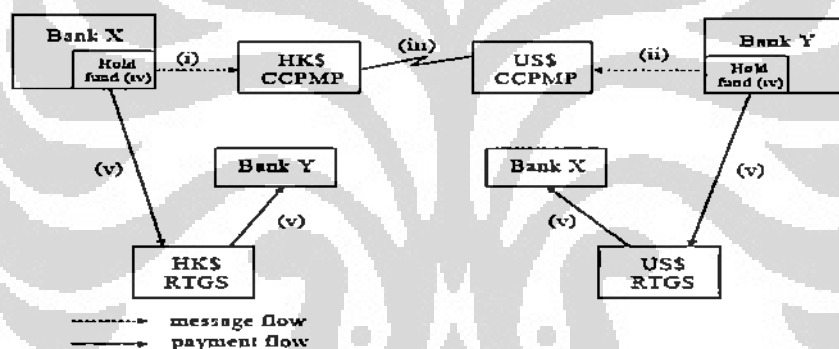 Bank X
Hold
fund (iv)
(i)
HK$
CCPMP
(iii)
US$
CCPMP
(ii)
Bank Y
Hold
fund (iv)
(v)
Bank Y
(v)
HK$
RTGS
Bank X
(v)
(v)
US$
RTGS
message flow
payment flow